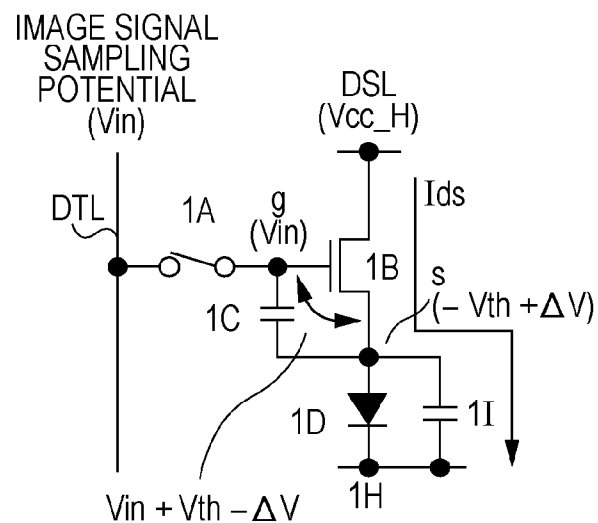 IMAGE SIGNAL
SAMPLING
POTENTIAL
(Vin)
DSL
(Vcc_H)
DTL
1A
g
(Vin)
Ids
1B
s
(– Vth +ΔV)
1C
1D
1I
1H
Vin + Vth –ΔV